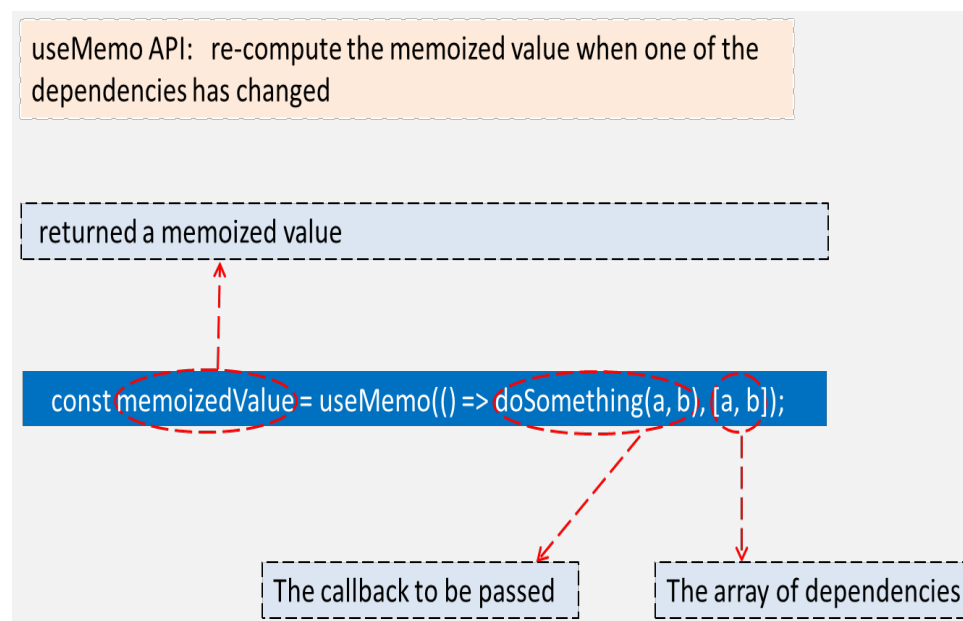 useMemo API: re-compute the memoized value when one of the
dependencies has changed
returned a memoized value
const memoizedValue = useMemo(() => doSomething(a, b), [a, b]);
The callback to be passed
The array of dependencies